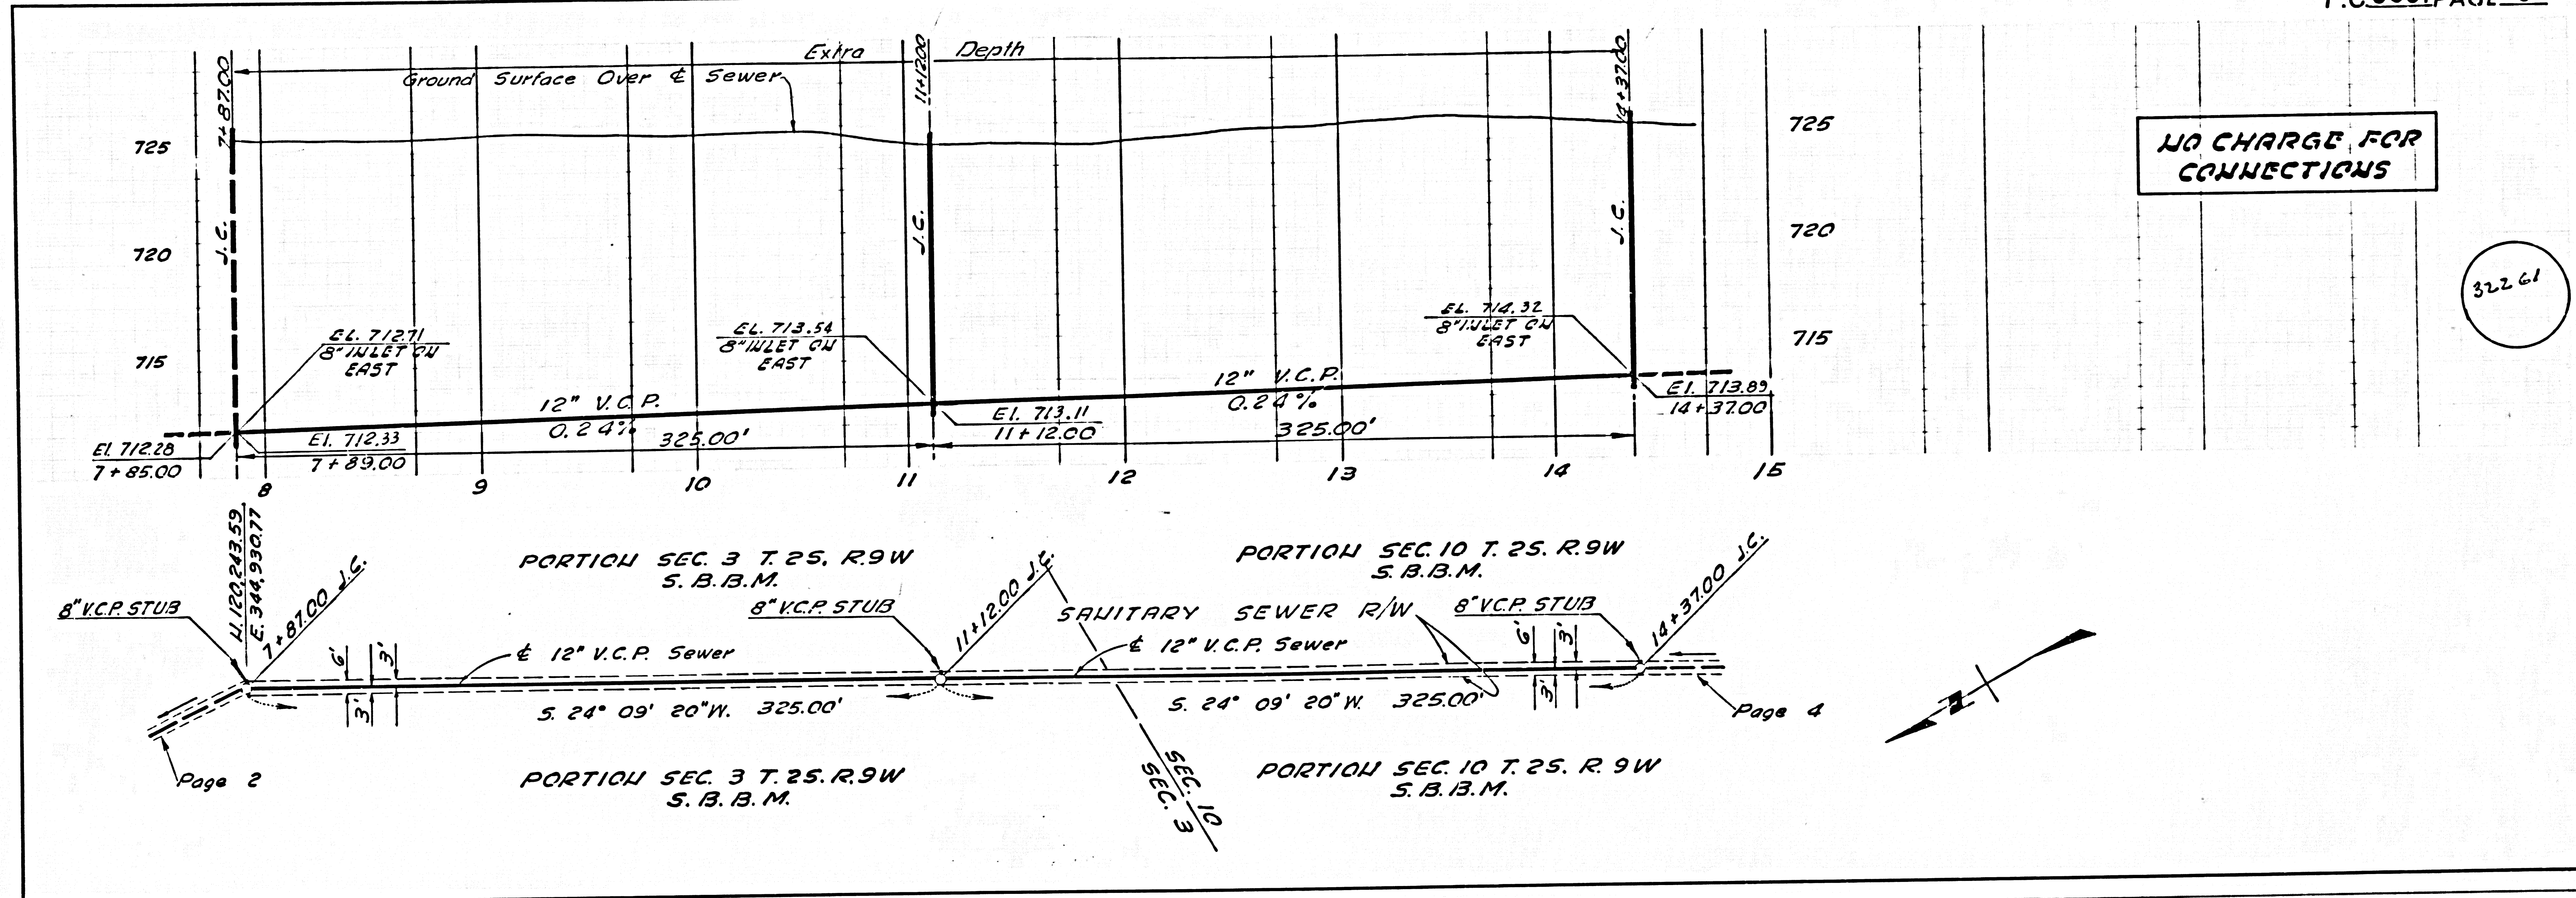 PAGE
Extra Depth
Ground Surface Over ℄ Sewer
7+87.00
11+12.00
14+37.00
725
720
715
J.C.
J.C.
J.C.
725
720
715
NO CHARGE FOR
CONNECTIONS
32261
EL. 712.71
8" INLET ON
EAST
EL. 713.54
8" INLET ON
EAST
EL. 714.32
8" INLET ON
EAST
12" V.C.P.
0.24%
325.00'
12" V.C.P.
0.24%
325.00'
El. 712.28
7+85.00
El. 712.33
7+89.00
El. 713.11
11+12.00
El. 713.89
14+37.00
8 9 10 11 12 13 14 15
N. 120,243.59
E. 344,930.77
7+87.00 J.C.
8" V.C.P. STUB
PORTION SEC. 3 T.2S. R.9W
S.B.B.M.
8" V.C.P. STUB
11+12.00 J.C.
PORTION SEC. 10 T.2S. R.9W
S.B.B.M.
SANITARY SEWER R/W
8" V.C.P. STUB
14+37.00 J.C.
6' 3'
3'
℄ 12" V.C.P. Sewer
℄ 12" V.C.P. Sewer
6' 3'
3'
S. 24° 09' 20" W. 325.00'
S. 24° 09' 20" W. 325.00'
Page 2
Page 4
N
PORTION SEC. 3 T.2S. R.9W
S.B.B.M.
SEC. 10
SEC. 3
PORTION SEC. 10 T.2S. R.9W
S.B.B.M.